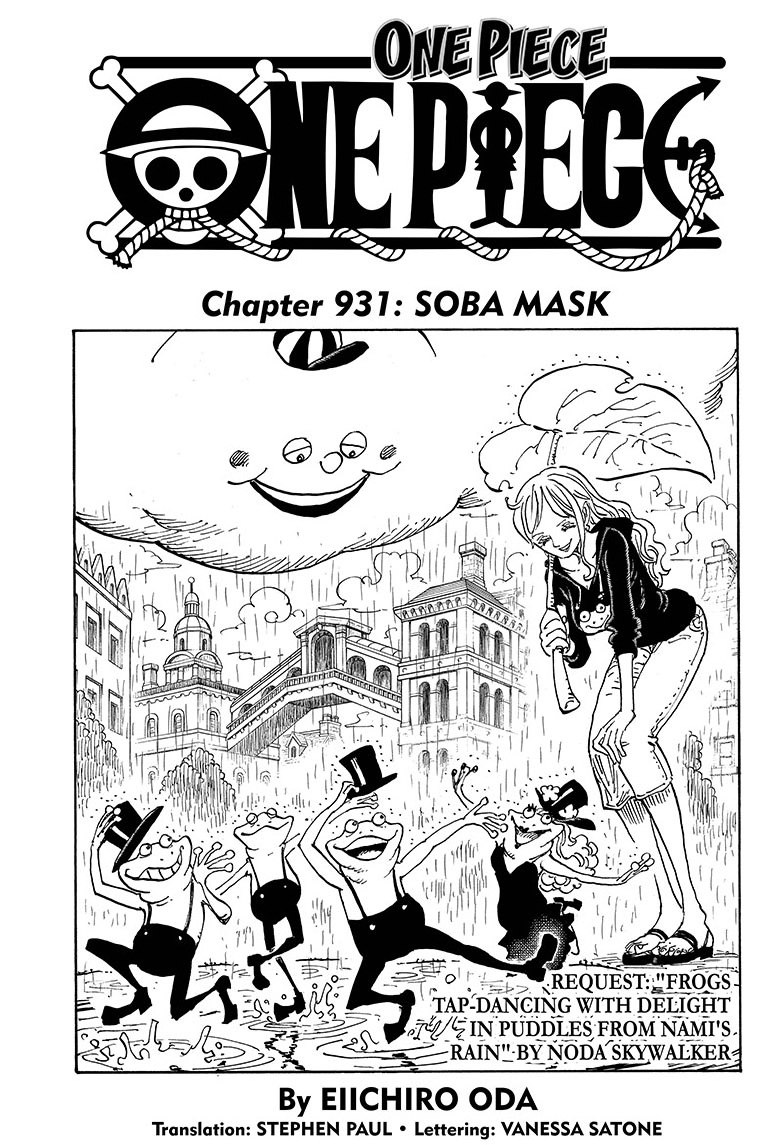 ONE PIECE
ONE PIECE
Chapter 931: SOBA MASK
REQUEST: "FROGS
TAP-DANCING WITH DELIGHT
IN PUDDLES FROM NAMI'S
RAIN" BY NODA SKYWALKER
By EIICHIRO ODA
Translation: STEPHEN PAUL • Lettering: VANESSA SATONE